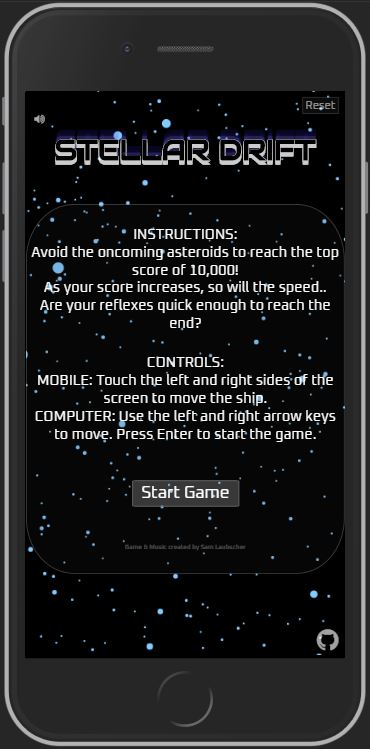 Reset
STELLAR DRIFT
INSTRUCTIONS:
Avoid the oncoming asteroids to reach the top
score of 10,000!
As your score increases, so will the speed..
Are your reflexes quick enough to reach the
end?
CONTROLS:
MOBILE: Touch the left and right sides of the
screen to move the ship.
COMPUTER: Use the left and right arrow keys
to move. Press Enter to start the game.
Start Game
Game & Music created by Sam Laubscher